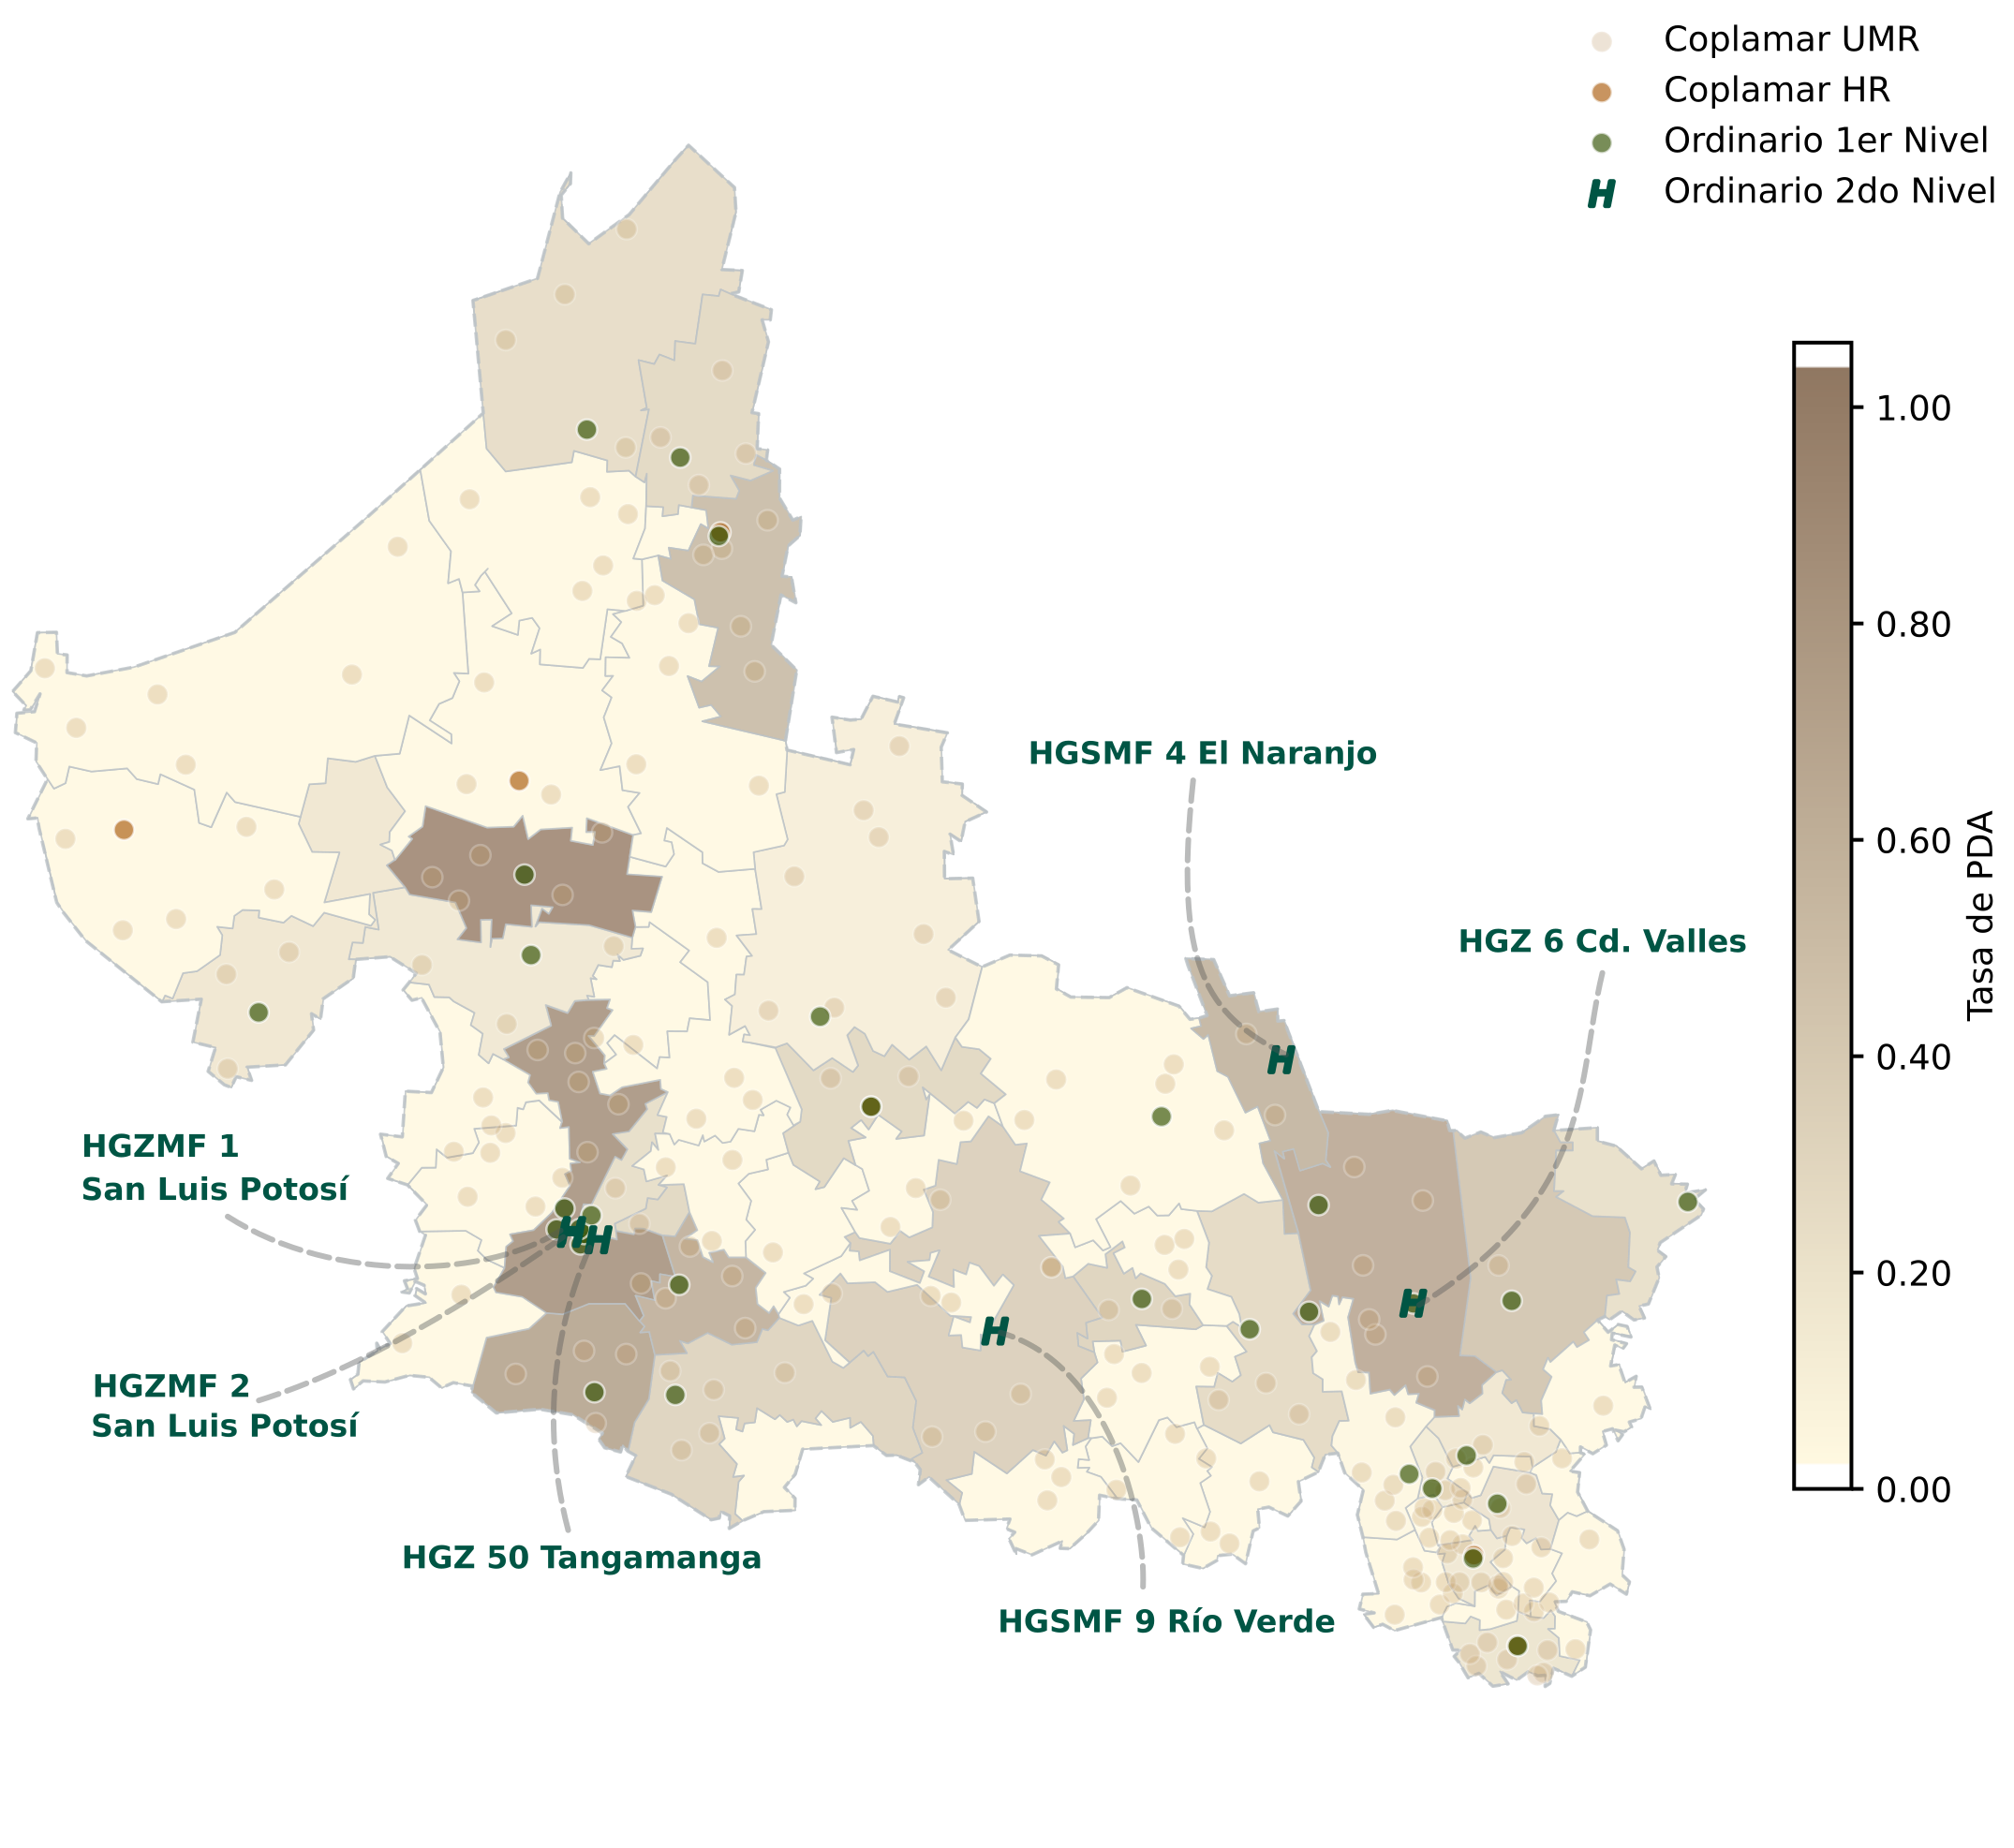 Coplamar UMR
Coplamar HR
Ordinario 1er Nivel
H Ordinario 2do Nivel
1.00
0.80
0.60
0.40
0.20
0.00
Tasa de PDA
HGSMF 4 El Naranjo
HGZ 6 Cd. Valles
H
HGZMF 1
San Luis Potosí
H H
H
H
HGZMF 2
San Luis Potosí
HGZ 50 Tangamanga
HGSMF 9 Río Verde